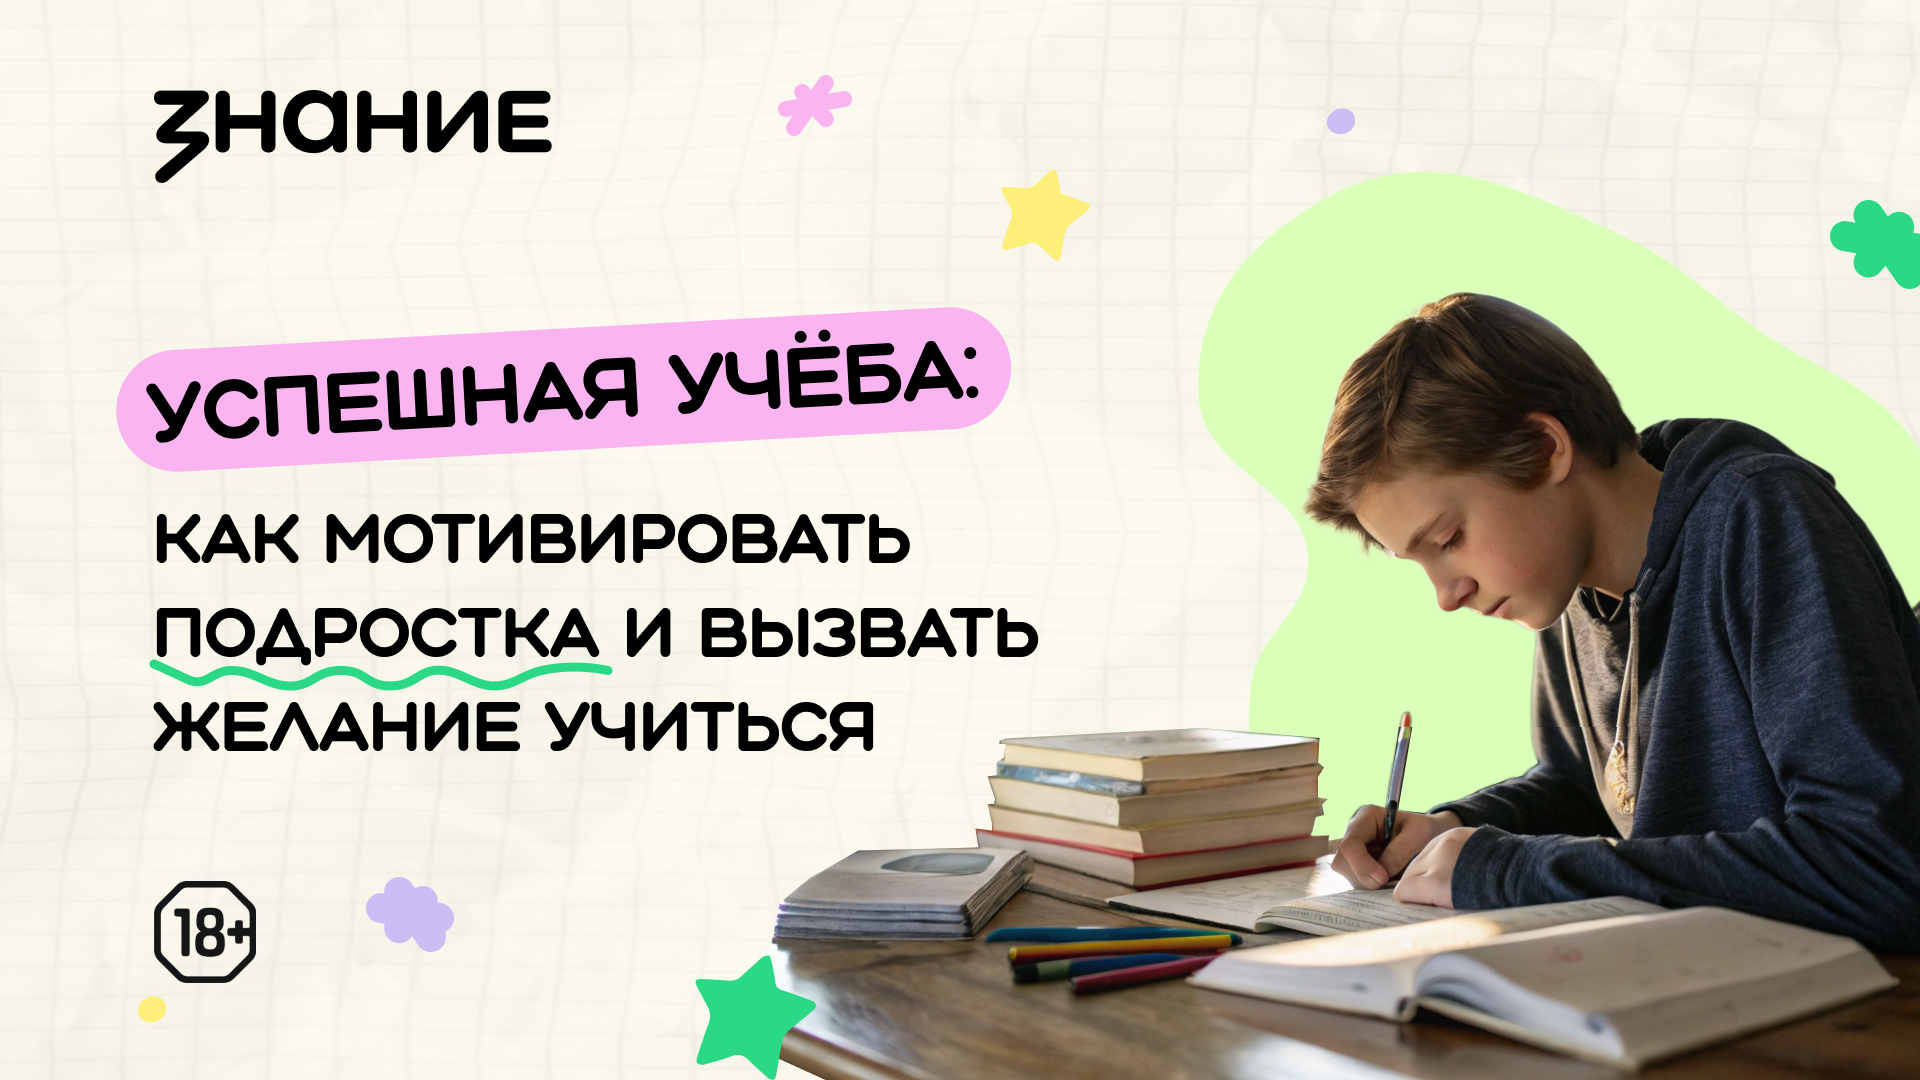 знание
УСПЕШНАЯ УЧЁБА:
КАК МОТИВИРОВАТЬ
ПОДРОСТКА И ВЫЗВАТЬ
ЖЕЛАНИЕ УЧИТЬСЯ
18+